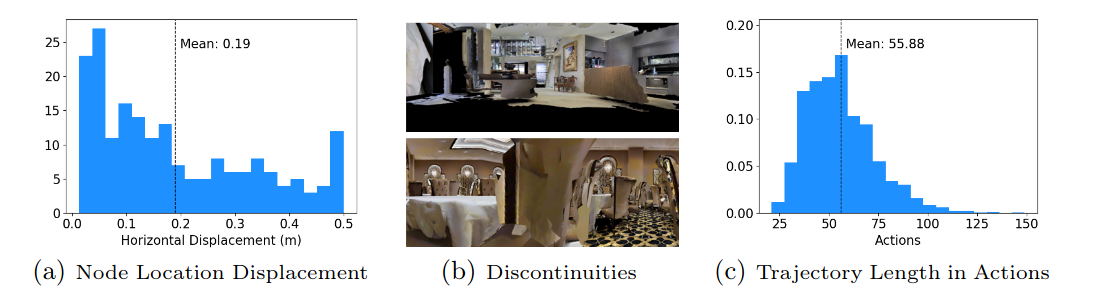 25
20
15
10
5
0
Mean: 0.19
0.0 0.1 0.2 0.3 0.4 0.5
Horizontal Displacement (m)
(a) Node Location Displacement
(b) Discontinuities
0.20
0.15
0.10
0.05
0.00
Mean: 55.88
25 50 75 100 125 150
Actions
(c) Trajectory Length in Actions